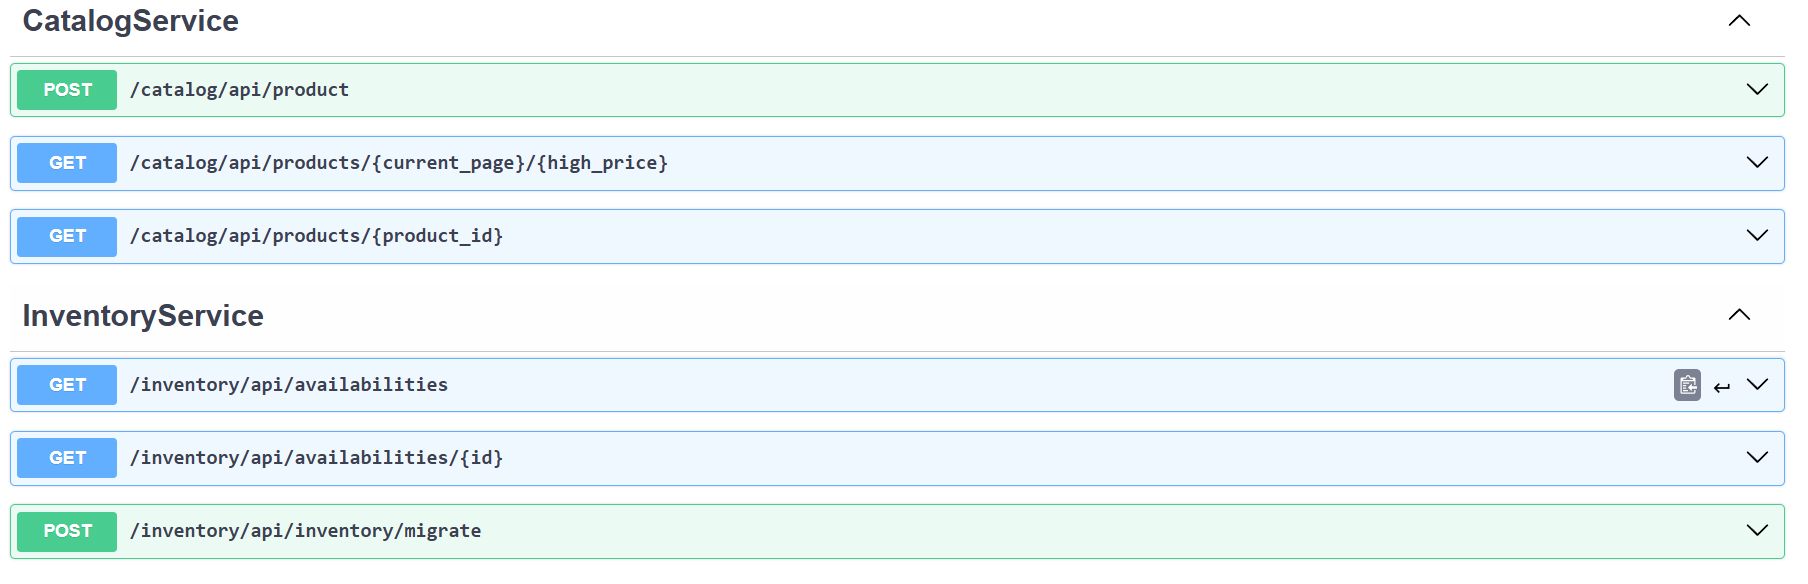 CatalogService
POST /catalog/api/product
GET /catalog/api/products/{current_page}/{high_price}
GET /catalog/api/products/{product_id}
InventoryService
GET /inventory/api/availabilities
GET /inventory/api/availabilities/{id}
POST /inventory/api/inventory/migrate